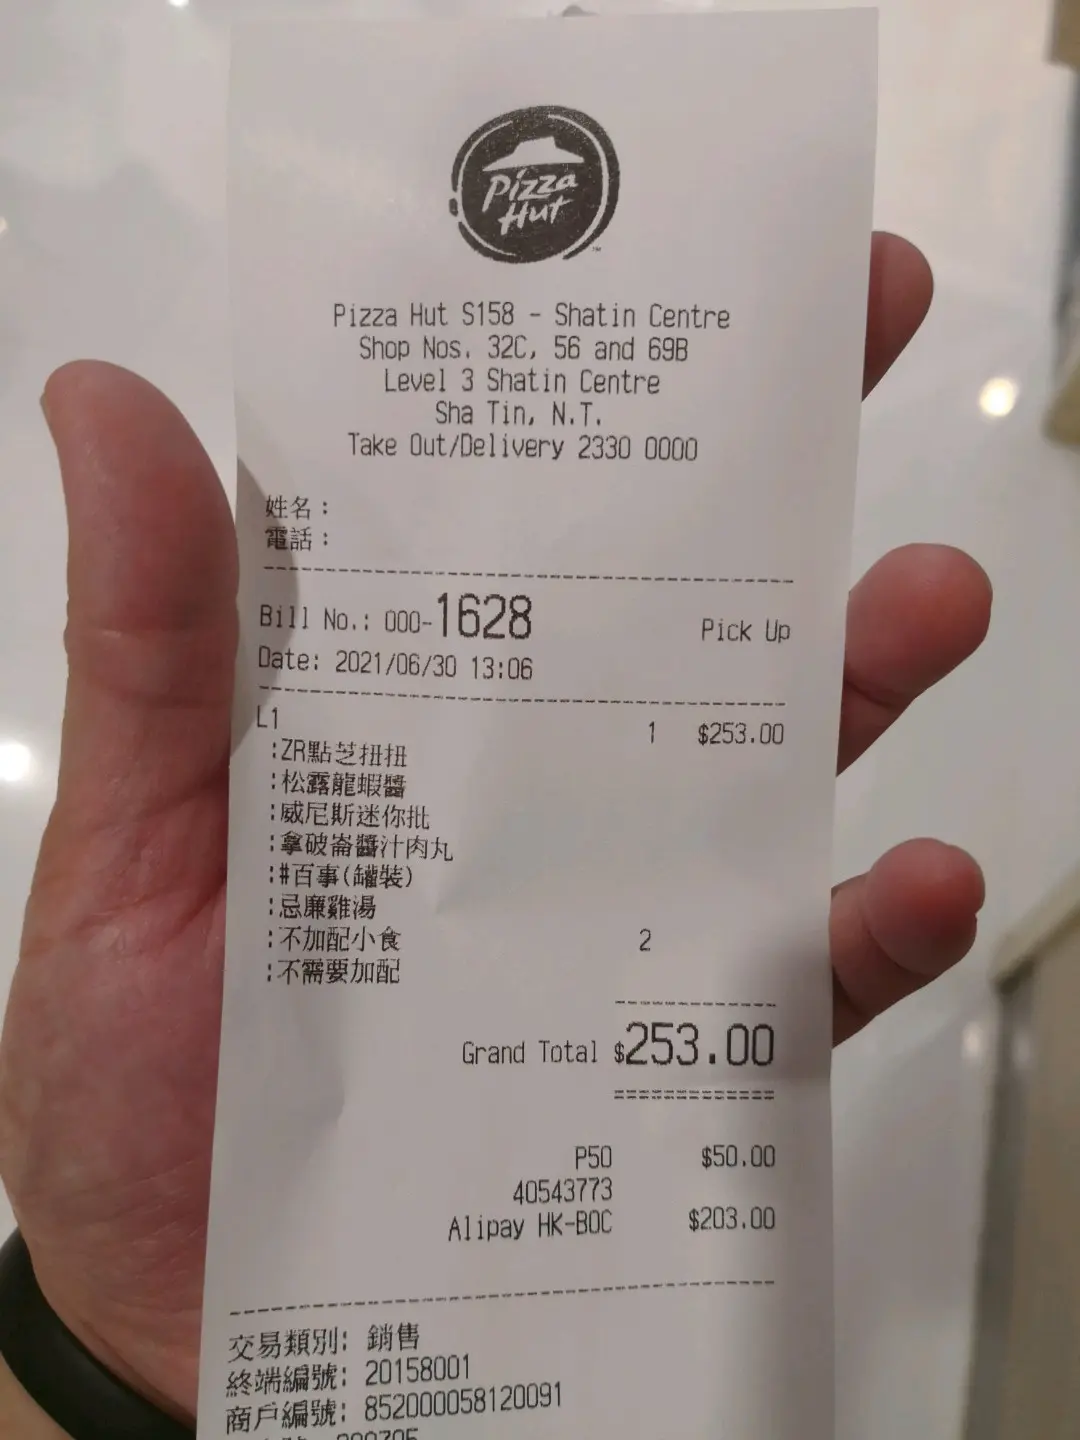 Pizza
Hut
Pizza Hut S158 - Shatin Centre
Shop Nos. 32C, 56 and 69B
Level 3 Shatin Centre
Sha Tin, N.T.
Take Out/Delivery 2330 0000
姓名：
電話：
Bill No.: 000-1628 Pick Up
Date: 2021/06/30 13:06
L1 1 $253.00
:ZR點芝扭扭
:松露龍蝦醬
:威尼斯迷你批
:拿破崙醬汁肉丸
:#百事(罐裝)
:忌廉雞湯
:不加配小食 2
:不需要加配
Grand Total $253.00
P50 $50.00
40543773
Alipay HK-BOC $203.00
交易類別: 銷售
終端編號: 20158001
商戶編號: 852000058120091